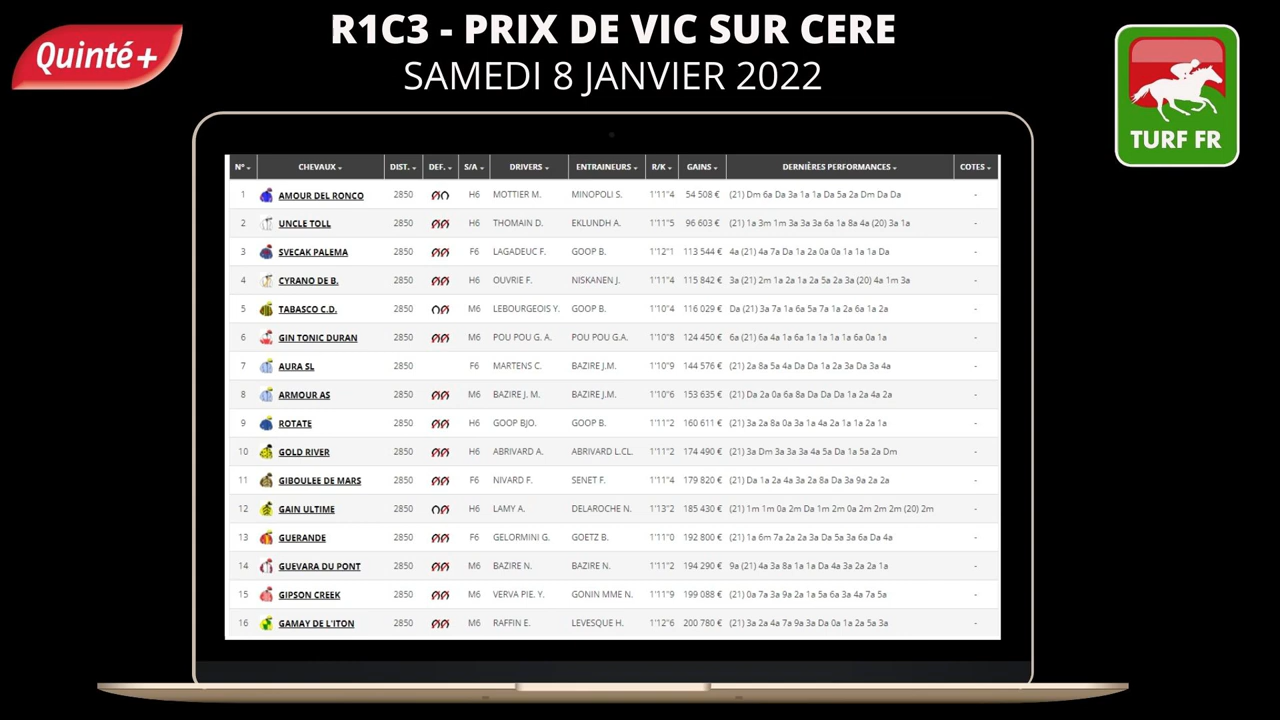 R1C3 - PRIX DE VIC SUR CERE
Quinté+
SAMEDI 8 JANVIER 2022
TURF FR
N° CHEVAUX DIST. DEF. S/A DRIVERS ENTRAINEURS R/K GAINS DERNIÈRES PERFORMANCES COTES
1 AMOUR DEL RONCO 2850 H6 MOTTIER M. MINOPOLI S. 1'11"4 54 508 € (21) Dm 6a Da 3a 1a 1a Da 5a 2a Dm Da Da -
2 UNCLE TOLL 2850 H6 THOMAIN D. EKLUNDH A. 1'11"5 96 603 € (21) 1a 3m 1m 3a 3a 3a 6a 1a 8a 4a (20) 3a 1a -
3 SVECAK PALEMA 2850 F6 LAGADEUC F. GOOP B. 1'12"1 113 544 € 4a (21) 4a 7a Da 1a 2a 0a 0a 1a 1a 1a Da -
4 CYRANO DE B. 2850 H6 OUVRIE F. NISKANEN J. 1'11"4 115 842 € 3a (21) 2m 1a 2a 1a 2a 5a 2a 3a (20) 4a 1m 3a -
5 TABASCO C.D. 2850 M6 LEBOURGEOIS Y. GOOP B. 1'10"4 116 029 € Da (21) 3a 7a 1a 6a 5a 7a 1a 2a 6a 1a 2a -
6 GIN TONIC DURAN 2850 M6 POU POU G. A. POU POU G.A. 1'10"8 124 450 € 6a (21) 6a 4a 1a 6a 1a 1a 1a 1a 6a 0a 1a -
7 AURA SL 2850 F6 MARTENS C. BAZIRE J.M. 1'10"9 144 576 € (21) 2a 8a 5a 4a Da Da 1a 2a 3a Da 3a 4a -
8 ARMOUR AS 2850 M6 BAZIRE J. M. BAZIRE J.M. 1'10"6 153 635 € (21) Da 2a 0a 6a 8a Da Da Da 1a 2a 4a 2a -
9 ROTATE 2850 H6 GOOP BJO. GOOP B. 1'11"2 160 611 € (21) 3a 2a 8a 0a 3a 1a 4a 2a 1a 1a 2a 1a -
10 GOLD RIVER 2850 H6 ABRIVARD A. ABRIVARD L.CL. 1'11"2 174 490 € (21) 3a Dm 3a 3a 3a 4a 5a Da 1a 5a 2a Dm -
11 GIBOULEE DE MARS 2850 F6 NIVARD F. SENET F. 1'11"4 179 820 € (21) Da 1a 2a 4a 3a 2a 8a Da 3a 9a 2a 2a -
12 GAIN ULTIME 2850 H6 LAMY A. DELAROCHE N. 1'13"2 185 430 € (21) 1m 1m 0a 2m Da 1m 2m 0a 2m 2m 2m (20) 2m -
13 GUERANDE 2850 F6 GELORMINI G. GOETZ B. 1'11"0 192 800 € (21) 1a 6m 7a 2a 2a 3a Da 5a 3a 6a Da 4a -
14 GUEVARA DU PONT 2850 M6 BAZIRE N. BAZIRE N. 1'11"2 194 290 € 9a (21) 4a 3a 8a 1a 1a Da 4a 3a 2a 2a 1a -
15 GIPSON CREEK 2850 M6 VERVA PIE. Y. GONIN MME N. 1'11"9 199 088 € (21) 0a 7a 3a 9a 2a 1a 5a 6a 3a 4a 7a 5a -
16 GAMAY DE L'ITON 2850 M6 RAFFIN E. LEVESQUE H. 1'12"6 200 780 € (21) 3a 2a 4a 7a 9a 3a Da 0a 1a 2a 5a 3a -